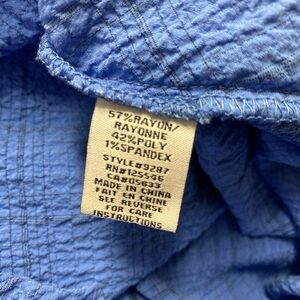 57%RAYON/
RAYONNE
42%POLY
1%SPANDEX
STYLE#9287
RN#125546
CA#05633
MADE IN CHINA
FAIT EN CHINE
SEE REVERSE
FOR CARE
INSTRUCTIONS